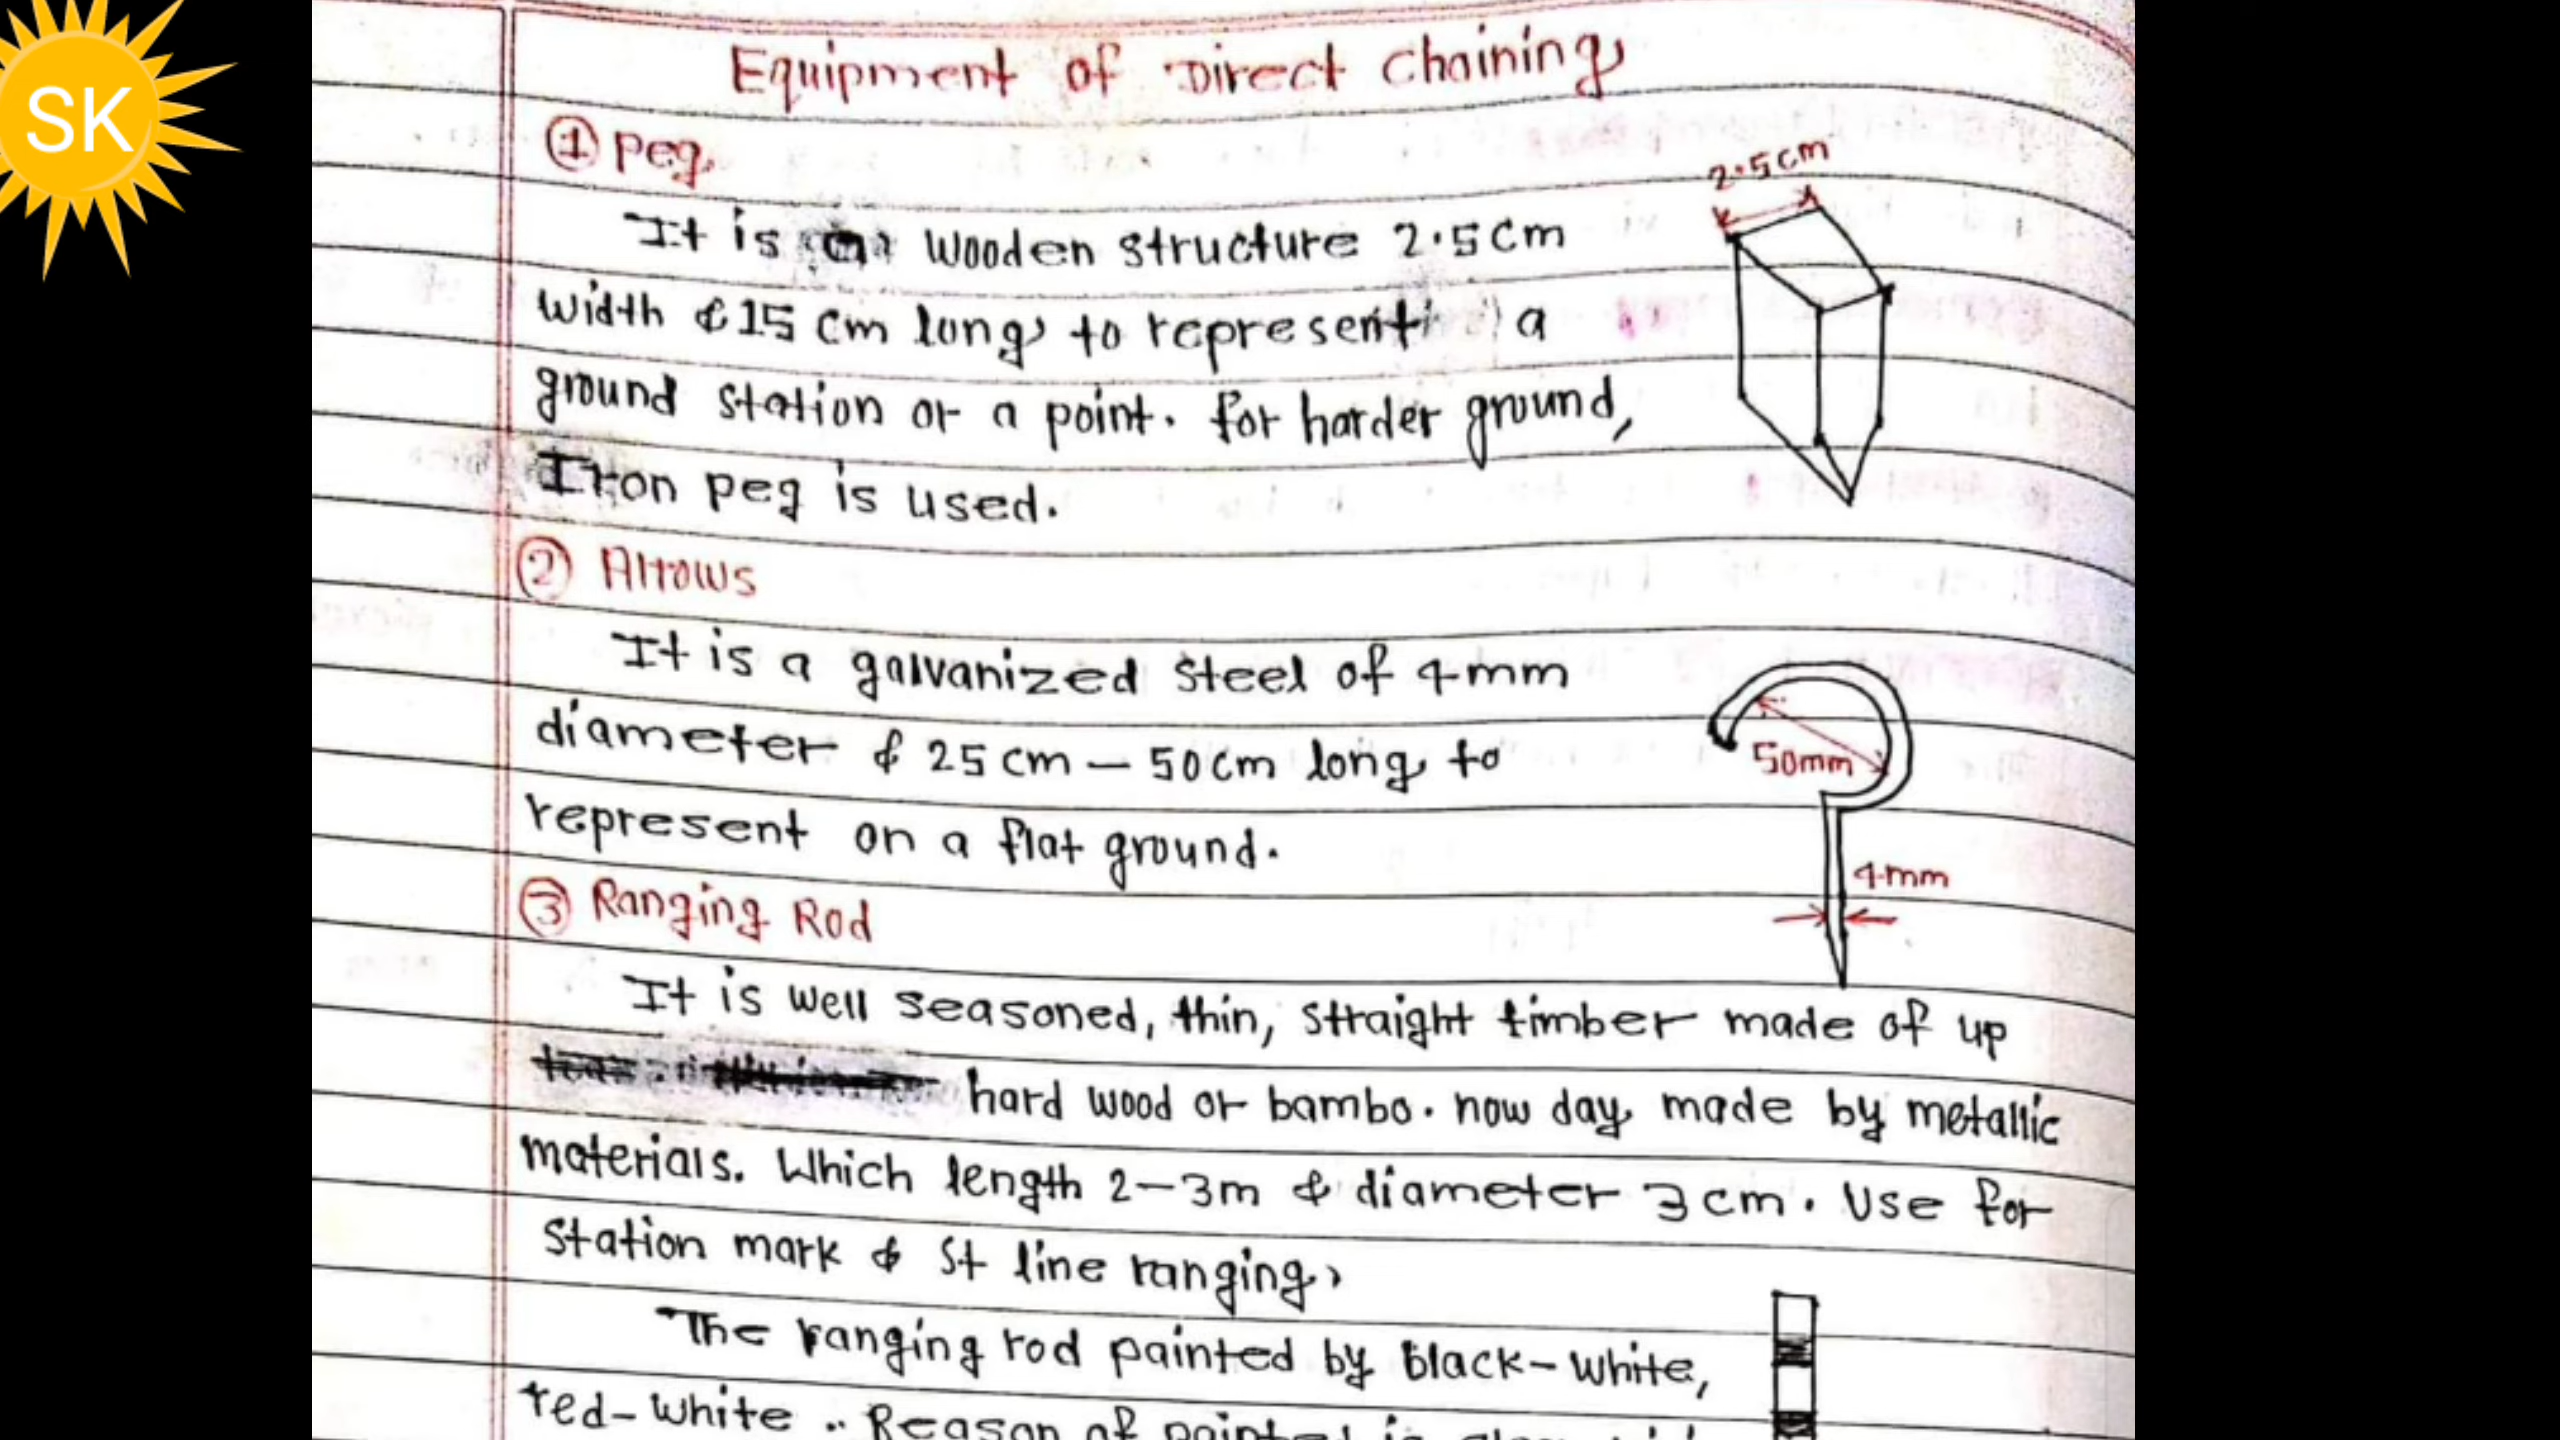 SK
Equipment of Direct Chaining
① Peg
2.5cm
It is a wooden structure 2.5cm
width & 15 cm long to represent a
ground station or a point. for harder ground,
Iron peg is used.
② Arrows
It is a galvanized steel of 4mm
diameter & 25cm – 50cm long to
represent on a flat ground.
50mm
4mm
③ Ranging Rod
It is well seasoned, thin, straight timber made of up
hard wood or bambo. now day made by metallic
materials. Which length 2–3m & diameter 3cm. Use for
Station mark & St line ranging.
The ranging rod painted by black-white,
red-white .. Reason of painted is